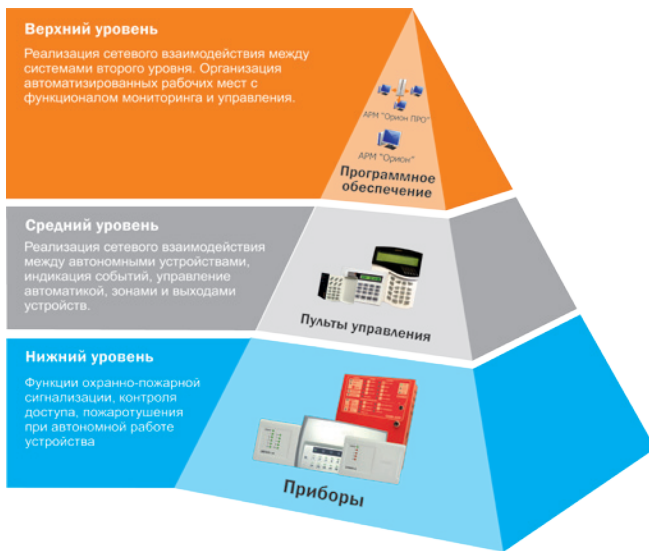 Верхний уровень
Реализация сетевого взаимодействия между
системами второго уровня. Организация
автоматизированных рабочих мест с
функционалом мониторинга и управления.
АРМ "Орион ПРО"
АРМ "Орион"
Программное
обеспечение
Средний уровень
Реализация сетевого взаимодействия
между автономными устройствами,
индикация событий, управление
автоматикой, зонами и выходами
устройств.
Пульты управления
Нижний уровень
Функции охранно-пожарной
сигнализации, контроля
доступа, пожаротушения
при автономной работе
устройства
Приборы